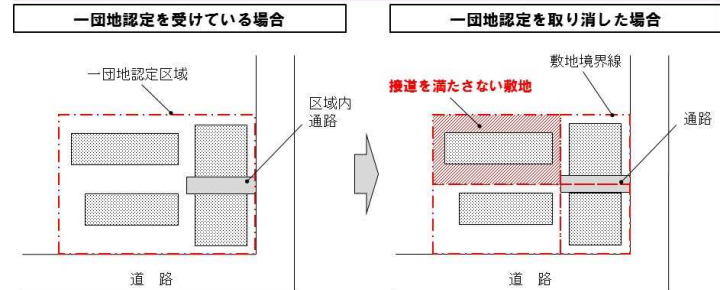 一団地認定を受けている場合
一団地認定を取り消した場合
一団地認定区域
区域内
通路
道 路
敷地境界線
接道を満たさない敷地
通路
道 路